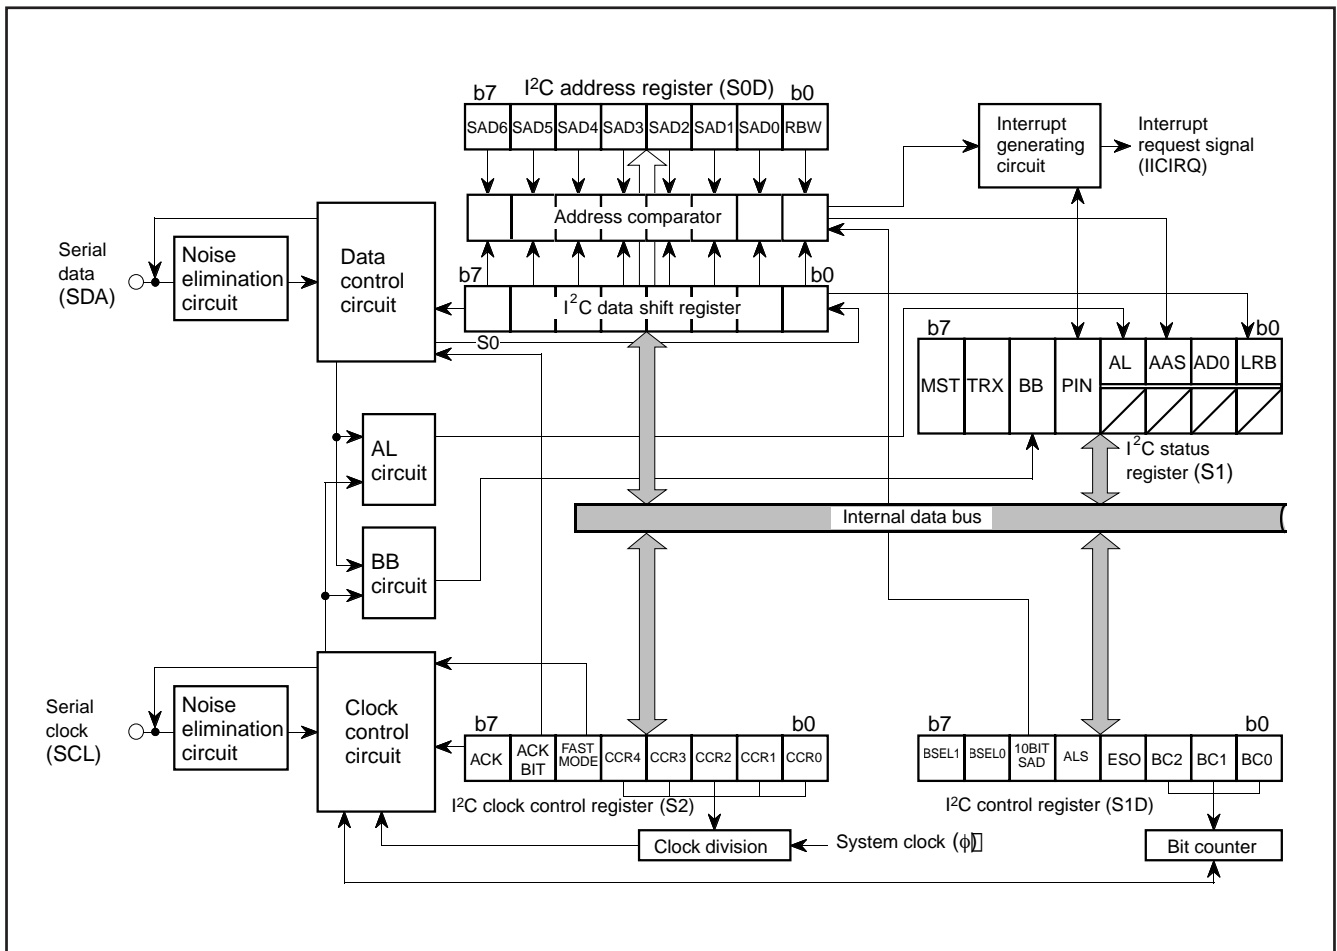 I²C address register (S0D)
b7
b0
SAD6 SAD5 SAD4 SAD3 SAD2 SAD1 SAD0 RBW
Address comparator
Interrupt
generating
circuit
Interrupt
request signal
(IICIRQ)
Serial
data
(SDA)
Noise
elimination
circuit
Data
control
circuit
b7
b0
I²C data shift register
S0
b7
b0
MST TRX BB PIN AL AAS AD0 LRB
I²C status
register (S1)
AL
circuit
BB
circuit
Internal data bus
Serial
clock
(SCL)
Noise
elimination
circuit
Clock
control
circuit
b7
b0
ACK
ACK
BIT
FAST
MODE
CCR4 CCR3 CCR2 CCR1 CCR0
I²C clock control register (S2)
Clock division
System clock (ϕ)
b7
b0
BSEL1 BSEL0
10BIT
SAD
ALS ESO BC2 BC1 BC0
I²C control register (S1D)
Bit counter